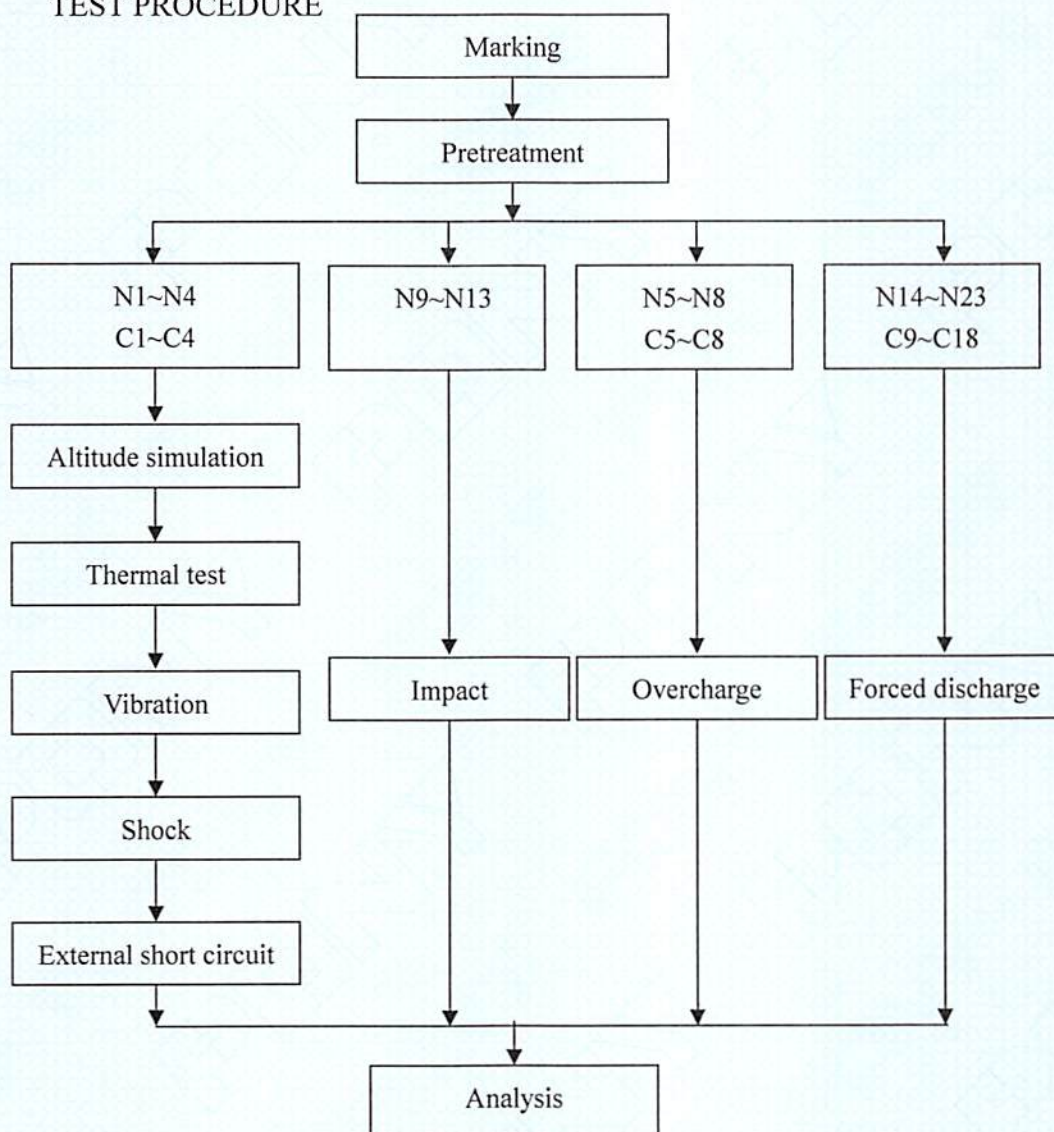 TEST PROCEDURE
Marking
Pretreatment
N1~N4
C1~C4
N9~N13
N5~N8
C5~C8
N14~N23
C9~C18
Altitude simulation
Thermal test
Vibration
Impact
Overcharge
Forced discharge
Shock
External short circuit
Analysis